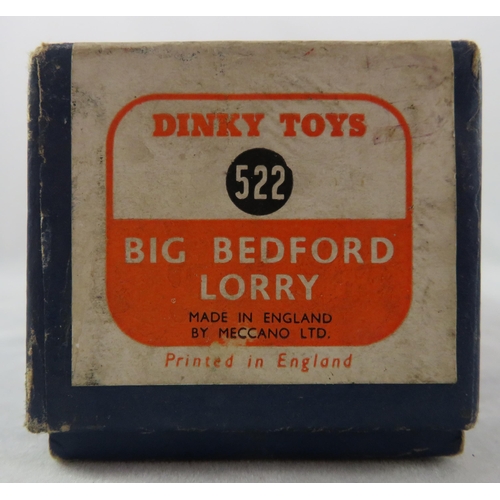 DINKY TOYS
522
BIG BEDFORD
LORRY
MADE IN ENGLAND
BY MECCANO LTD.
Printed in England